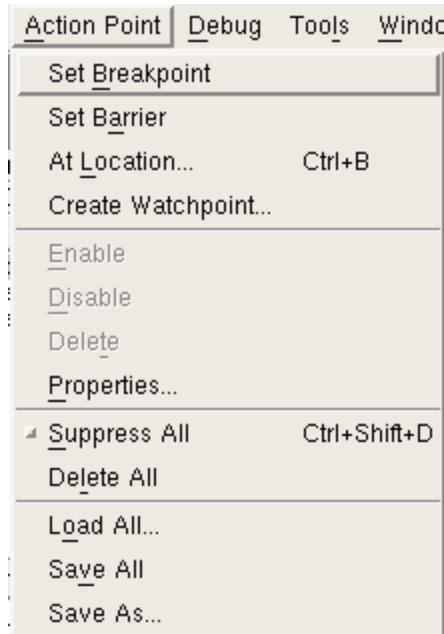 Action Point Debug Tools
Set Breakpoint
Set Barrier
At Location... Ctrl+B
Create Watchpoint...
Enable
Disable
Delete
Properties...
Suppress All Ctrl+Shift+D
Delete All
Load All...
Save All
Save As...